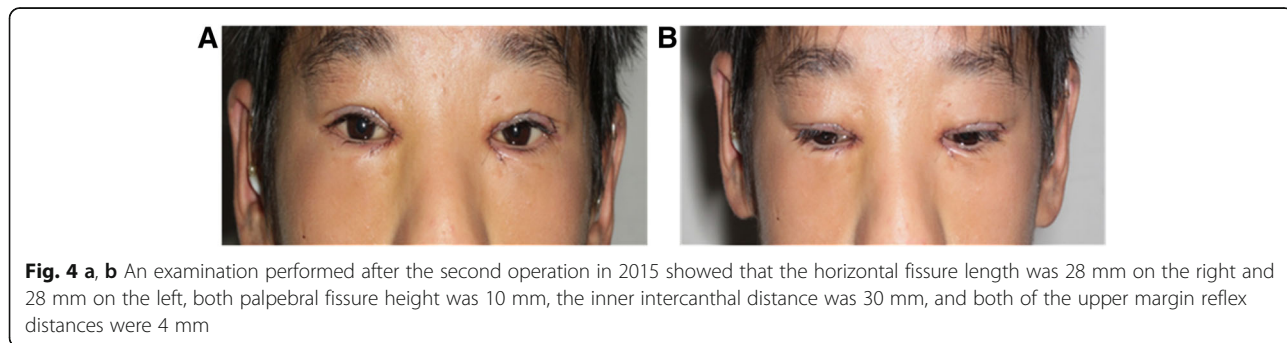 A B
Fig. 4 a, b An examination performed after the second operation in 2015 showed that the horizontal fissure length was 28 mm on the right and
28 mm on the left, both palpebral fissure height was 10 mm, the inner intercanthal distance was 30 mm, and both of the upper margin reflex
distances were 4 mm